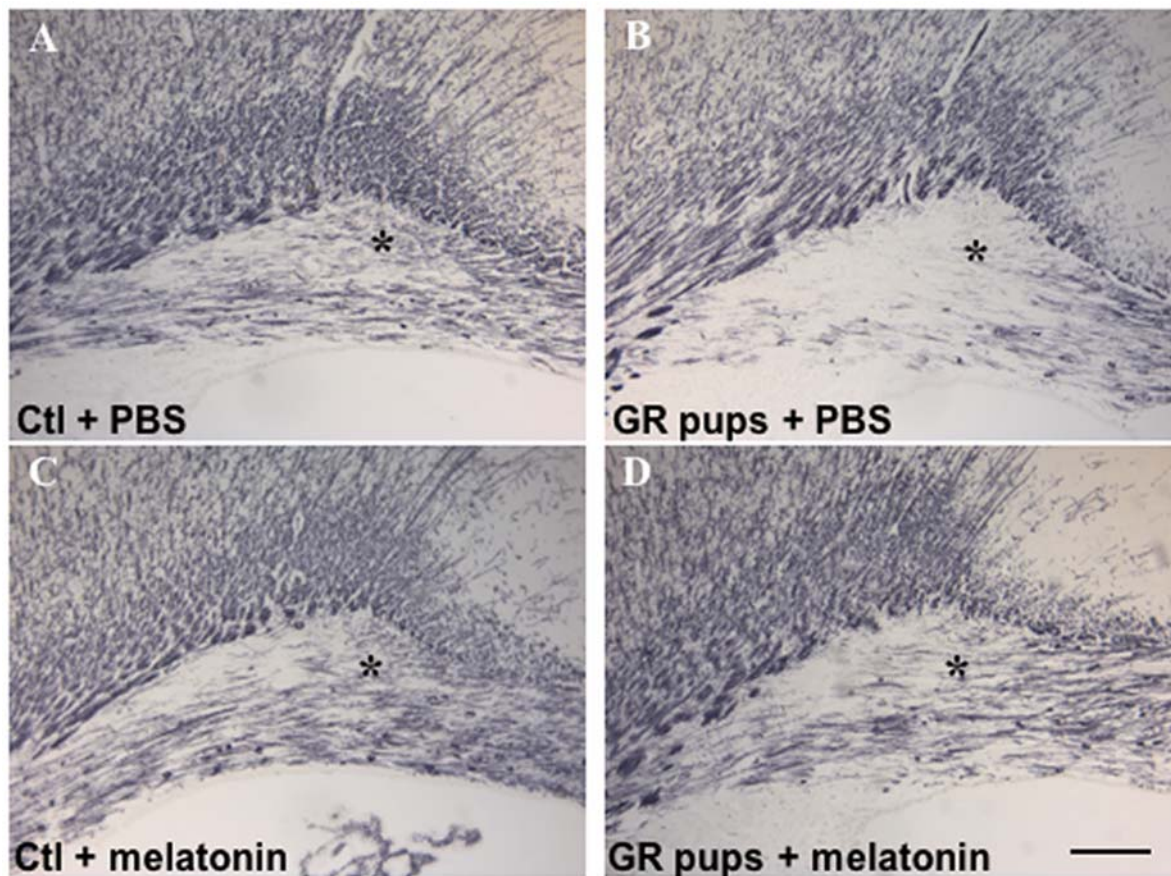 A
B
*
*
Ctl + PBS
GR pups + PBS
C
D
*
*
Ctl + melatonin
GR pups + melatonin